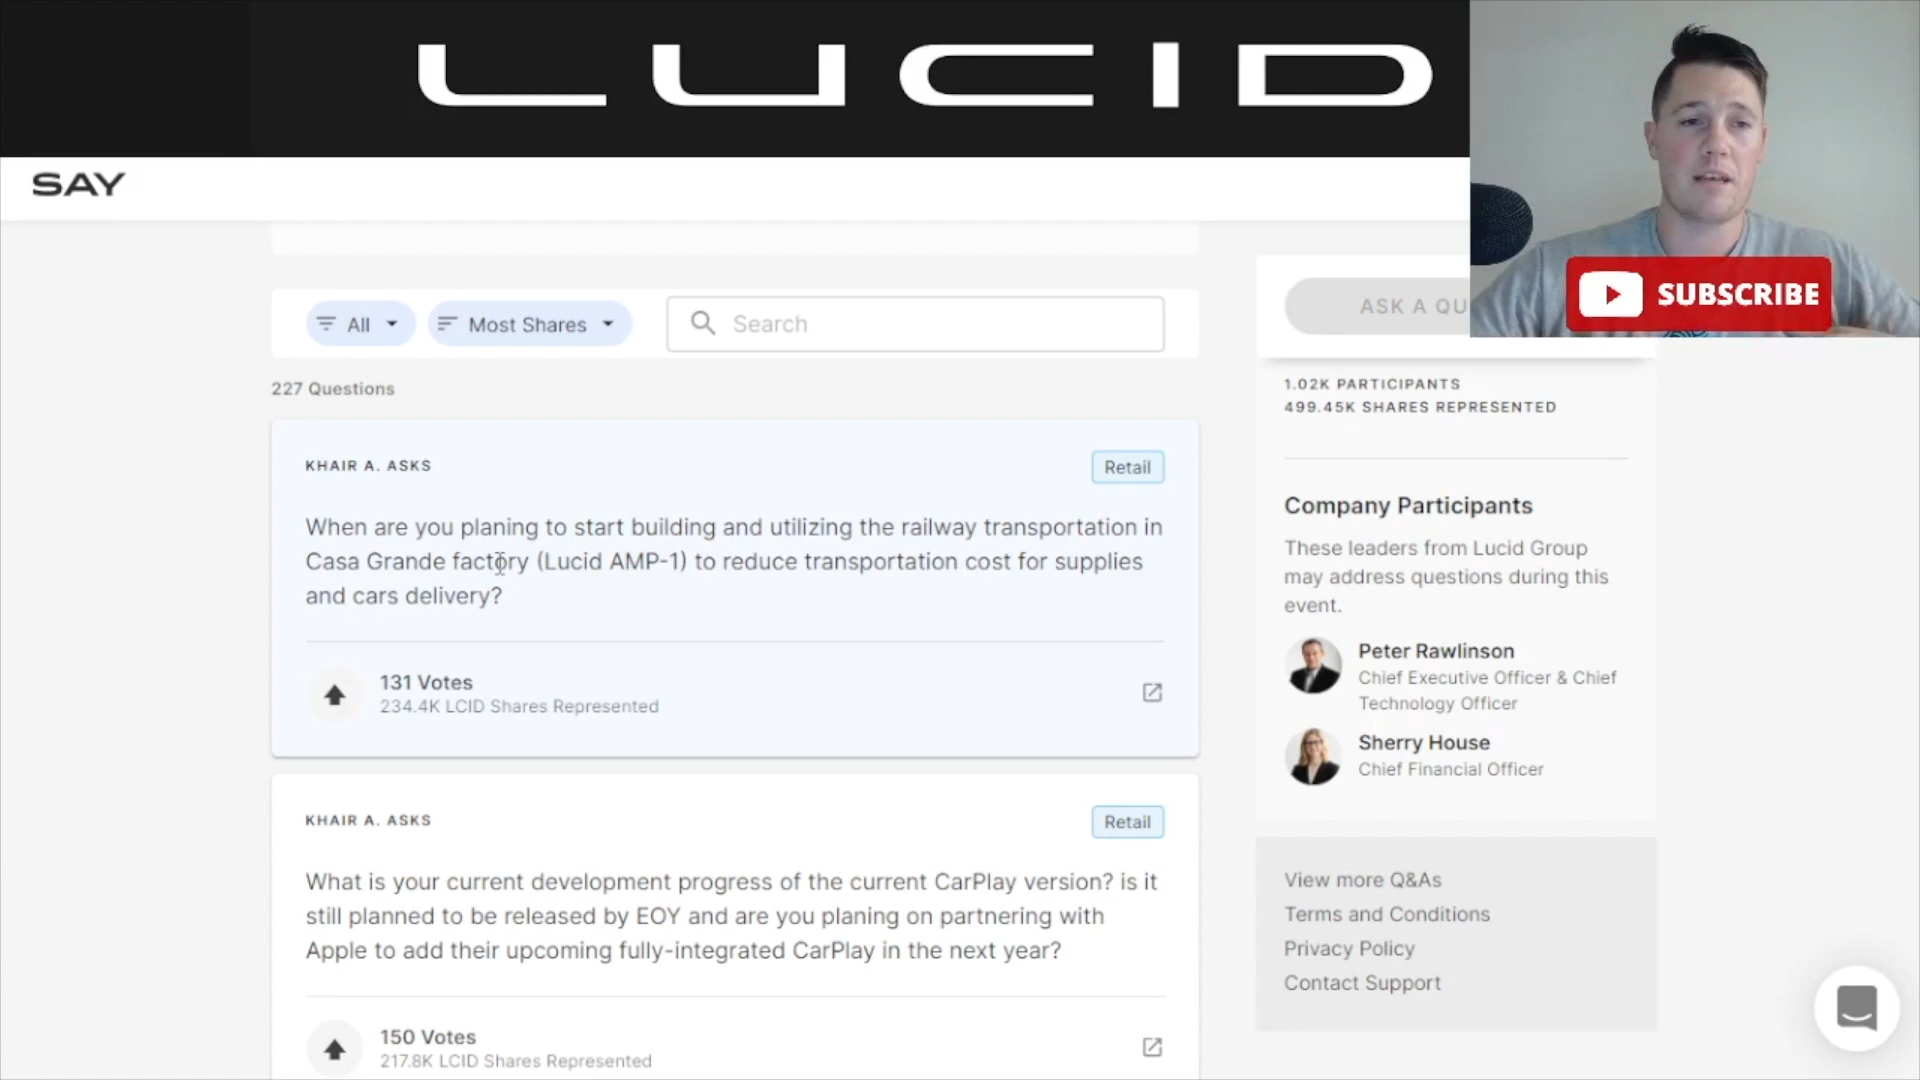 LUCID
SAY
All
Most Shares
Search
ASK A QU
SUBSCRIBE
227 Questions
1.02K PARTICIPANTS
499.45K SHARES REPRESENTED
KHAIR A. ASKS
Retail
When are you planing to start building and utilizing the railway transportation in
Casa Grande factory (Lucid AMP-1) to reduce transportation cost for supplies
and cars delivery?
131 Votes
234.4K LCID Shares Represented
KHAIR A. ASKS
Retail
What is your current development progress of the current CarPlay version? is it
still planned to be released by EOY and are you planing on partnering with
Apple to add their upcoming fully-integrated CarPlay in the next year?
150 Votes
217.8K LCID Shares Represented
Company Participants
These leaders from Lucid Group
may address questions during this
event.
Peter Rawlinson
Chief Executive Officer & Chief
Technology Officer
Sherry House
Chief Financial Officer
View more Q&As
Terms and Conditions
Privacy Policy
Contact Support